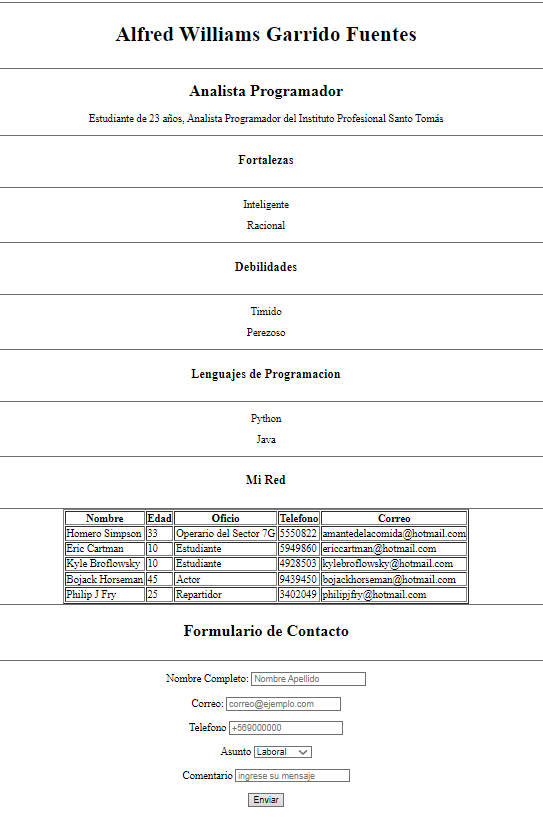 Alfred Williams Garrido Fuentes
Analista Programador
Estudiante de 23 años, Analista Programador del Instituto Profesional Santo Tomás
Fortalezas
Inteligente
Racional
Debilidades
Timido
Perezoso
Lenguajes de Programacion
Python
Java
Mi Red
Nombre Edad Oficio Telefono Correo
Homero Simpson 33 Operario del Sector 7G 5550822 amantedelacomida@hotmail.com
Eric Cartman 10 Estudiante 5949860 ericcartman@hotmail.com
Kyle Broflowsky 10 Estudiante 4928503 kylebroflowsky@hotmail.com
Bojack Horseman 45 Actor 9439450 bojackhorseman@hotmail.com
Philip J Fry 25 Repartidor 3402049 philipjfry@hotmail.com
Formulario de Contacto
Nombre Completo: Nombre Apellido
Correo: correo@ejemplo.com
Telefono +569000000
Asunto Laboral
Comentario ingrese su mensaje
Enviar